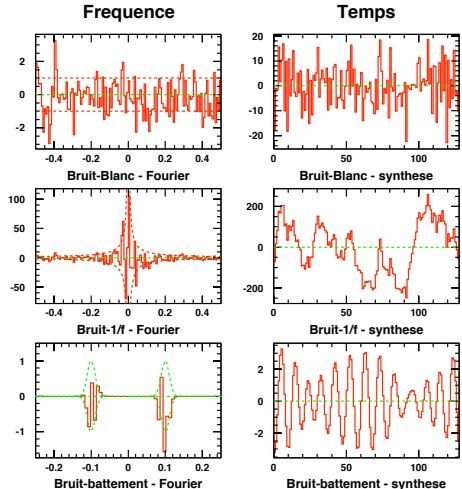 Frequence Temps
2
0
-2
-0.4 -0.2 0 0.2 0.4
Bruit-Blanc - Fourier
20
10
0
-10
-20
0 50 100
Bruit-Blanc - synthese
100
50
0
-50
-0.4 -0.2 0 0.2 0.4
Bruit-1/f - Fourier
200
0
-200
0 50 100
Bruit-1/f - synthese
1
0
-1
-0.2 -0.1 0 0.1 0.2
Bruit-battement - Fourier
2
0
-2
0 50 100
Bruit-battement - synthese